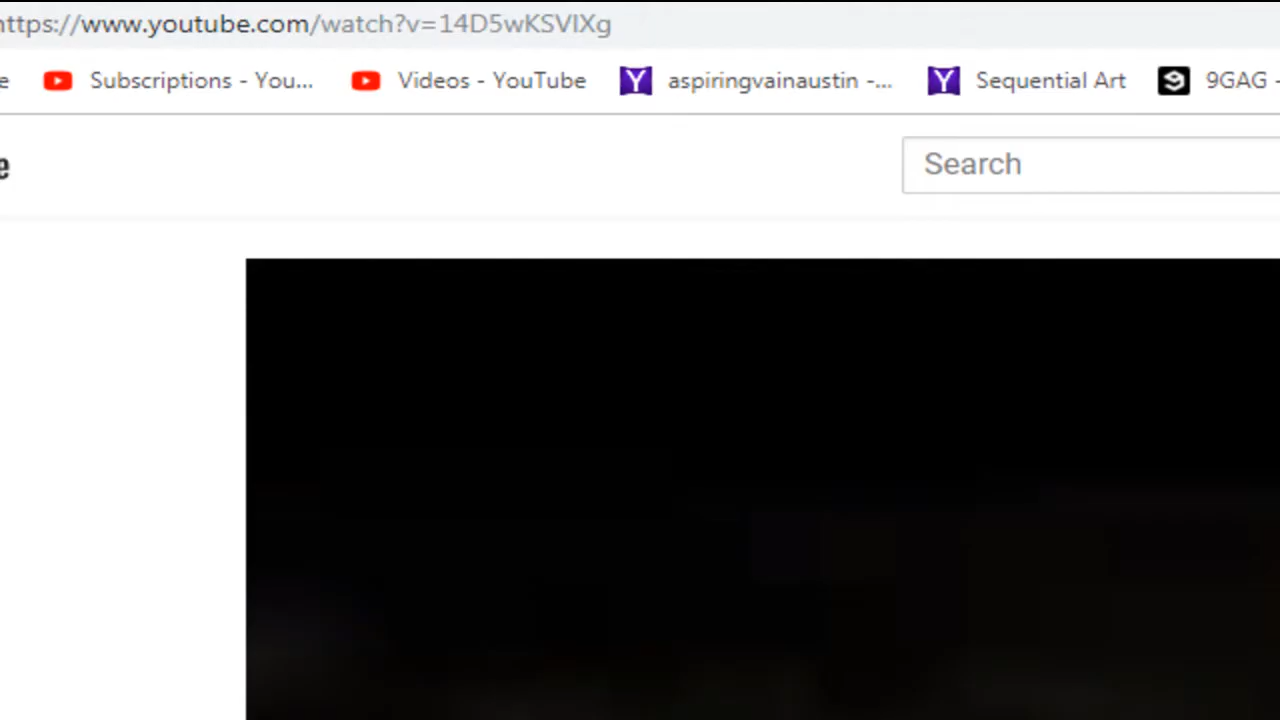 https://www.youtube.com/watch?v=14D5wKSVIXg
e Subscriptions - You... Videos - YouTube aspiringvainaustin -... Sequential Art 9GAG -
e Search